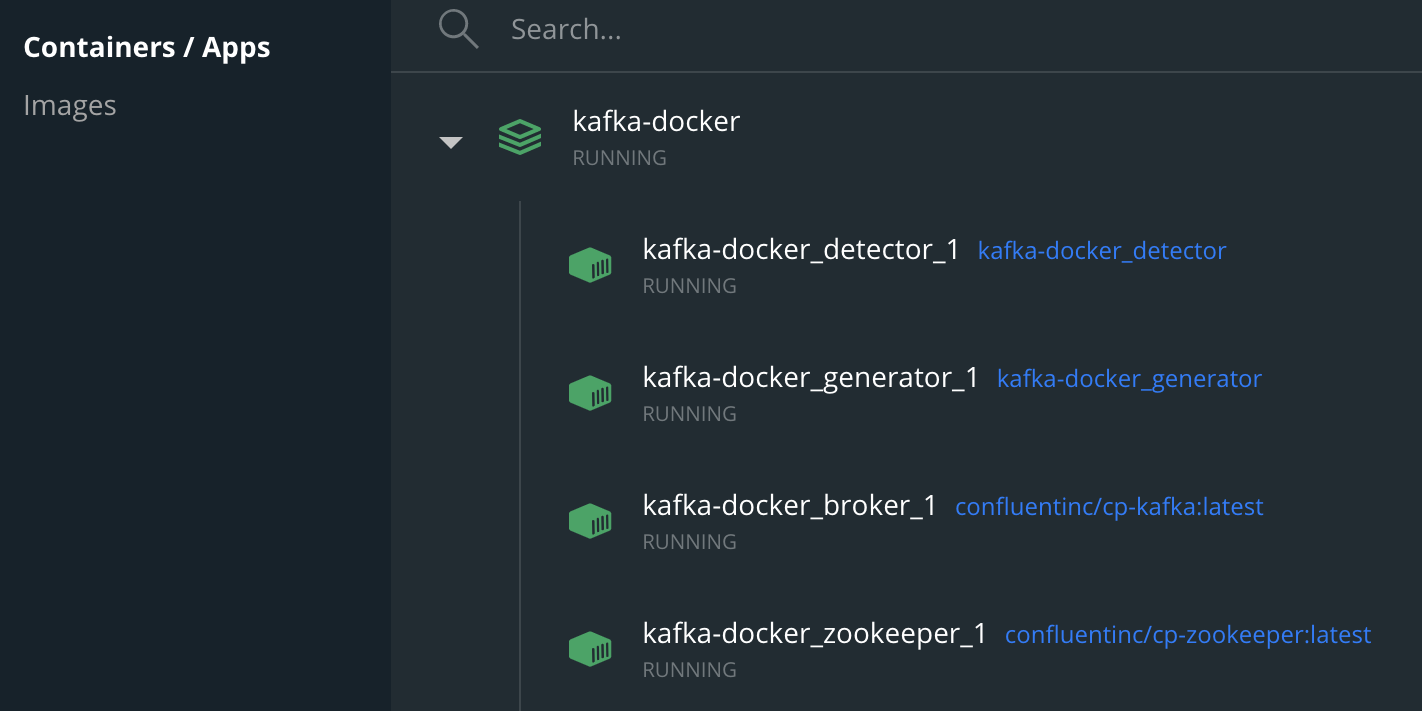 Containers / Apps
Images
Search...
kafka-docker
RUNNING
kafka-docker_detector_1 kafka-docker_detector
RUNNING
kafka-docker_generator_1 kafka-docker_generator
RUNNING
kafka-docker_broker_1 confluentinc/cp-kafka:latest
RUNNING
kafka-docker_zookeeper_1 confluentinc/cp-zookeeper:latest
RUNNING